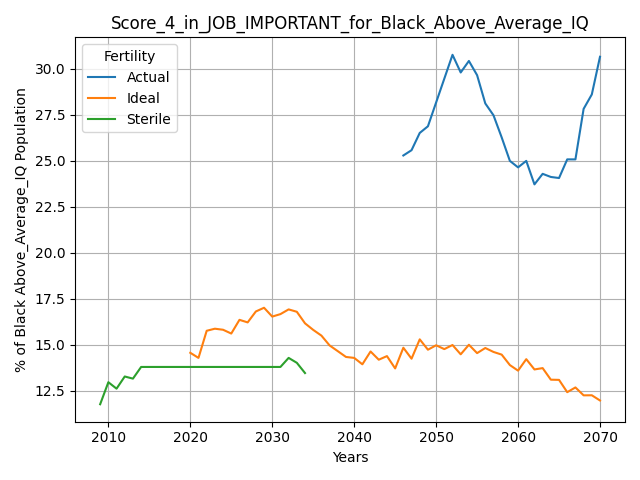 Score_4_in_JOB_IMPORTANT_for_Black_Above_Average_IQ
Fertility
Actual
Ideal
Sterile
% of Black Above_Average_IQ Population
30.0
27.5
25.0
22.5
20.0
17.5
15.0
12.5
2010 2020 2030 2040 2050 2060 2070
Years